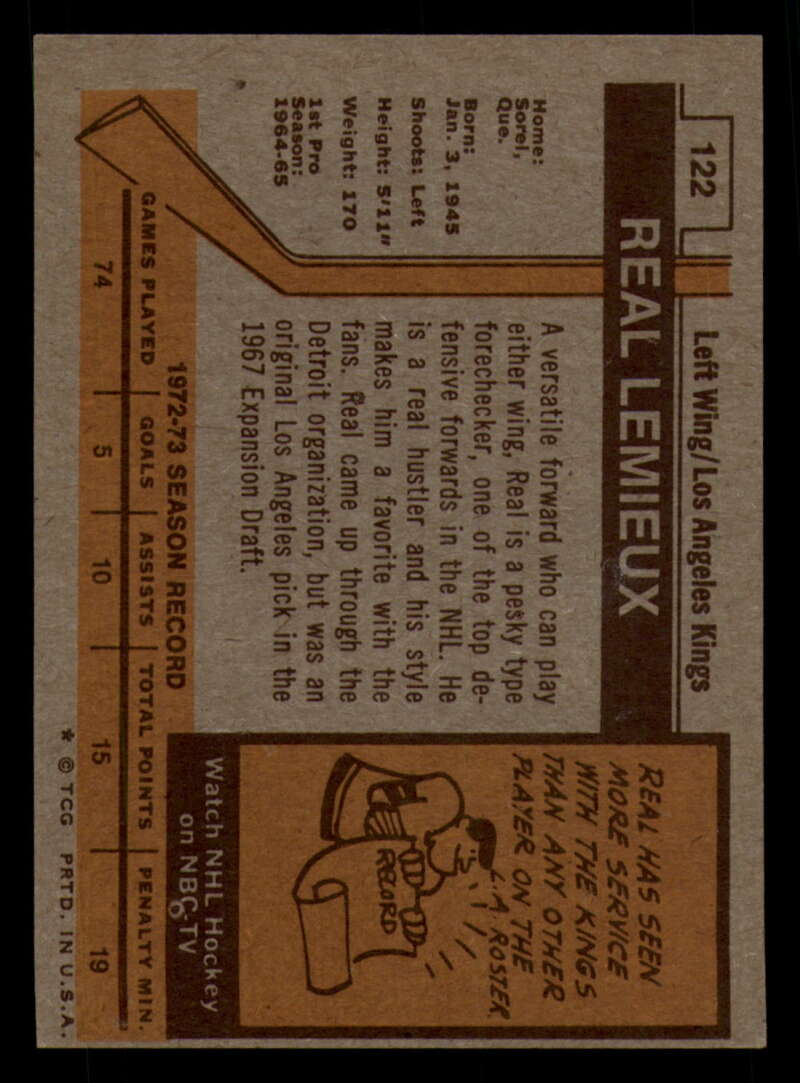 122
Left Wing/Los Angeles Kings
REAL LEMIEUX
Home:
Sorel,
Que.
Born:
Jan. 3, 1945
Shoots: Left
Height: 5'11"
Weight: 170
1st Pro
Season:
1964-65
A versatile forward who can play
either wing, Real is a pesky type
forechecker, one of the top de-
fensive forwards in the NHL. He
is a real hustler and his style
makes him a favorite with the
fans. Real came up through the
Detroit organization, but was an
original Los Angeles pick in the
1967 Expansion Draft.
REAL HAS SEEN
MORE SERVICE
WITH THE KINGS
THAN ANY OTHER
PLAYER ON THE
L.A. ROSTER
RECORD
Watch NHL Hockey
on NBC-TV
1972-73 SEASON RECORD
GAMES PLAYED GOALS ASSISTS TOTAL POINTS PENALTY MIN.
74 5 10 15 19
* © TCG PRTD. IN U.S.A.